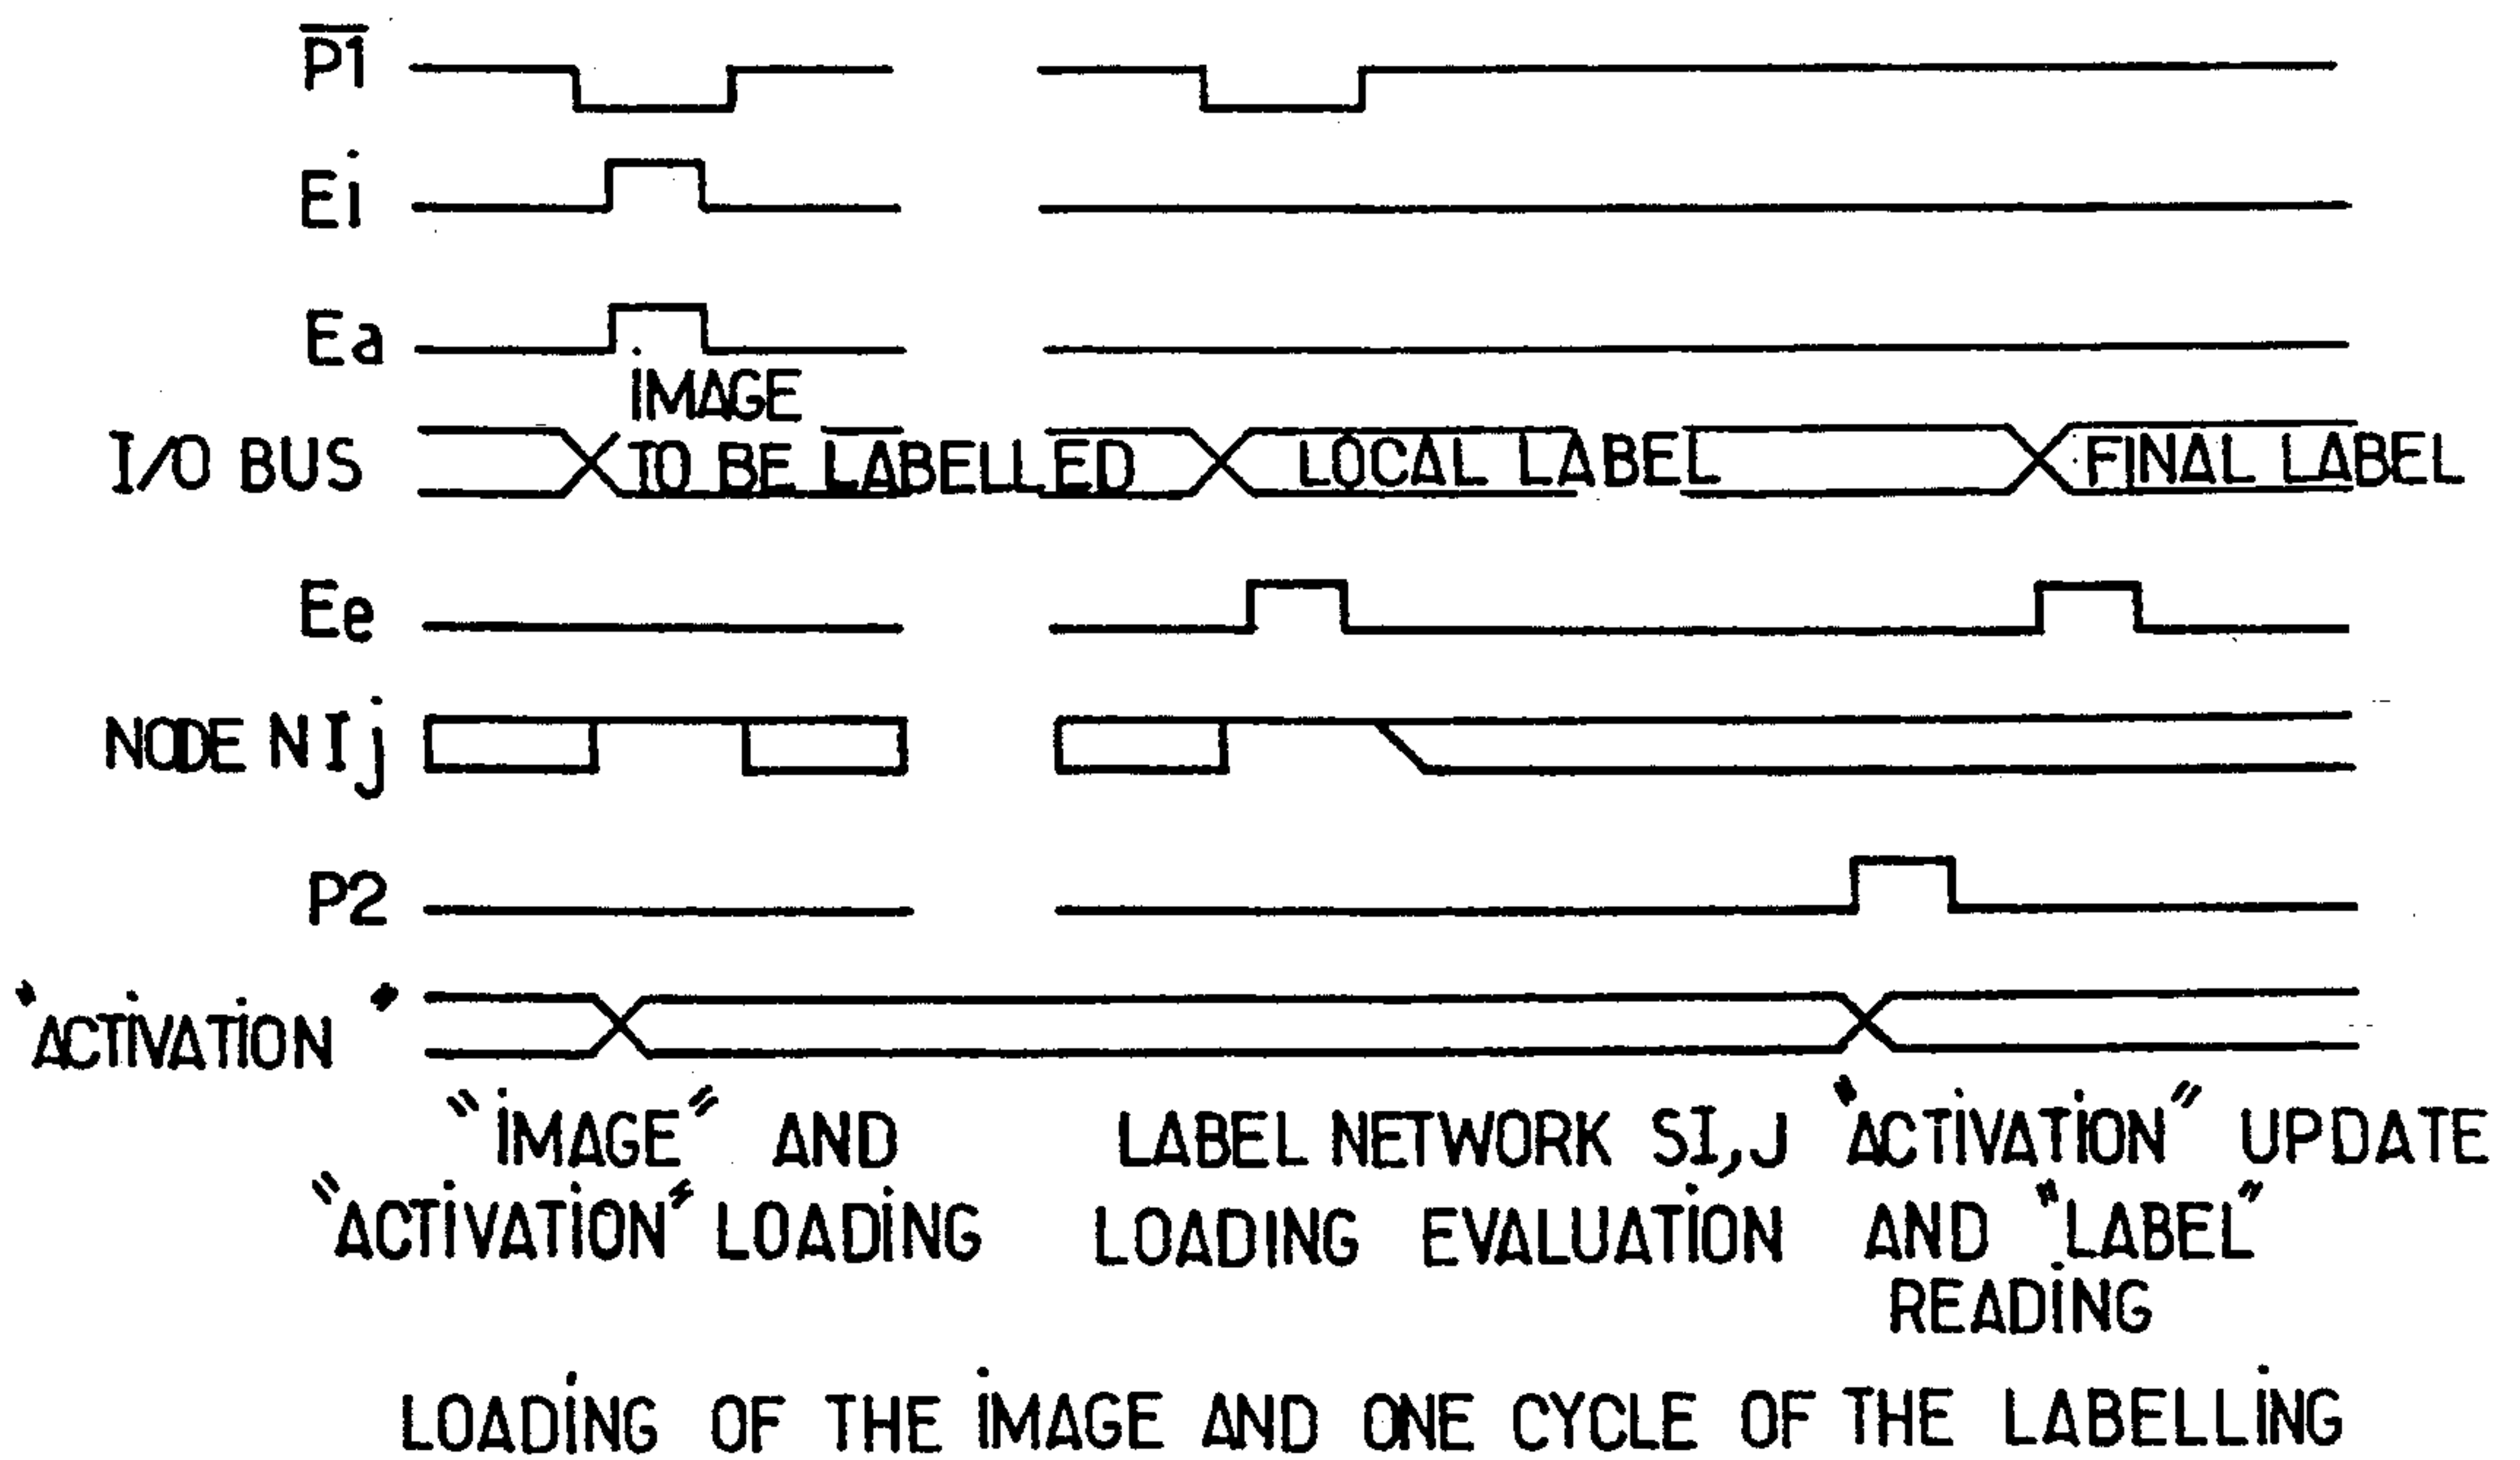 P1
Ei
Ea
IMAGE
I/O BUS TO BE LABELLED LOCAL LABEL FINAL LABEL
Ee
NODE NIj
P2
"ACTIVATION"
"IMAGE" AND LABEL NETWORK SI,J "ACTIVATION" UPDATE
"ACTIVATION" LOADING LOADING EVALUATION AND "LABEL"
READING
LOADING OF THE IMAGE AND ONE CYCLE OF THE LABELLING